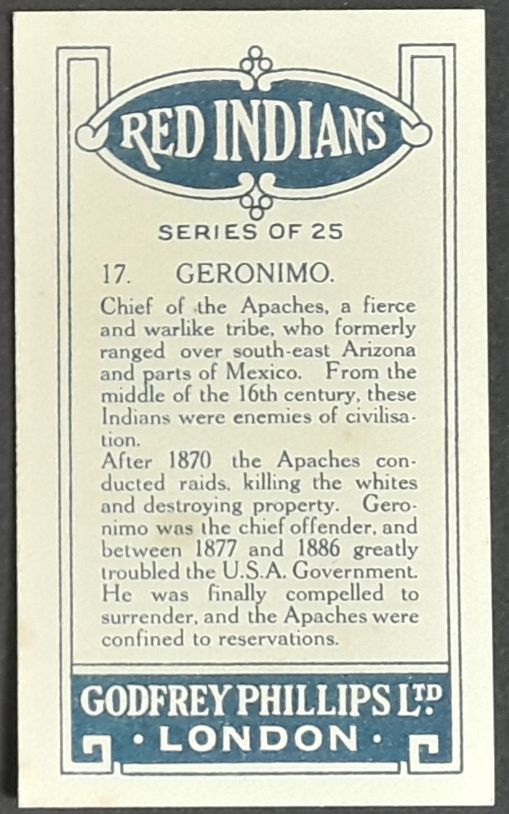 RED INDIANS
SERIES OF 25
17. GERONIMO.
Chief of the Apaches, a fierce
and warlike tribe, who formerly
ranged over south-east Arizona
and parts of Mexico. From the
middle of the 16th century, these
Indians were enemies of civilisa-
tion.
After 1870 the Apaches con-
ducted raids, killing the whites
and destroying property. Gero-
nimo was the chief offender, and
between 1877 and 1886 greatly
troubled the U.S.A. Government.
He was finally compelled to
surrender, and the Apaches were
confined to reservations.
GODFREY PHILLIPS LTD.
· LONDON ·